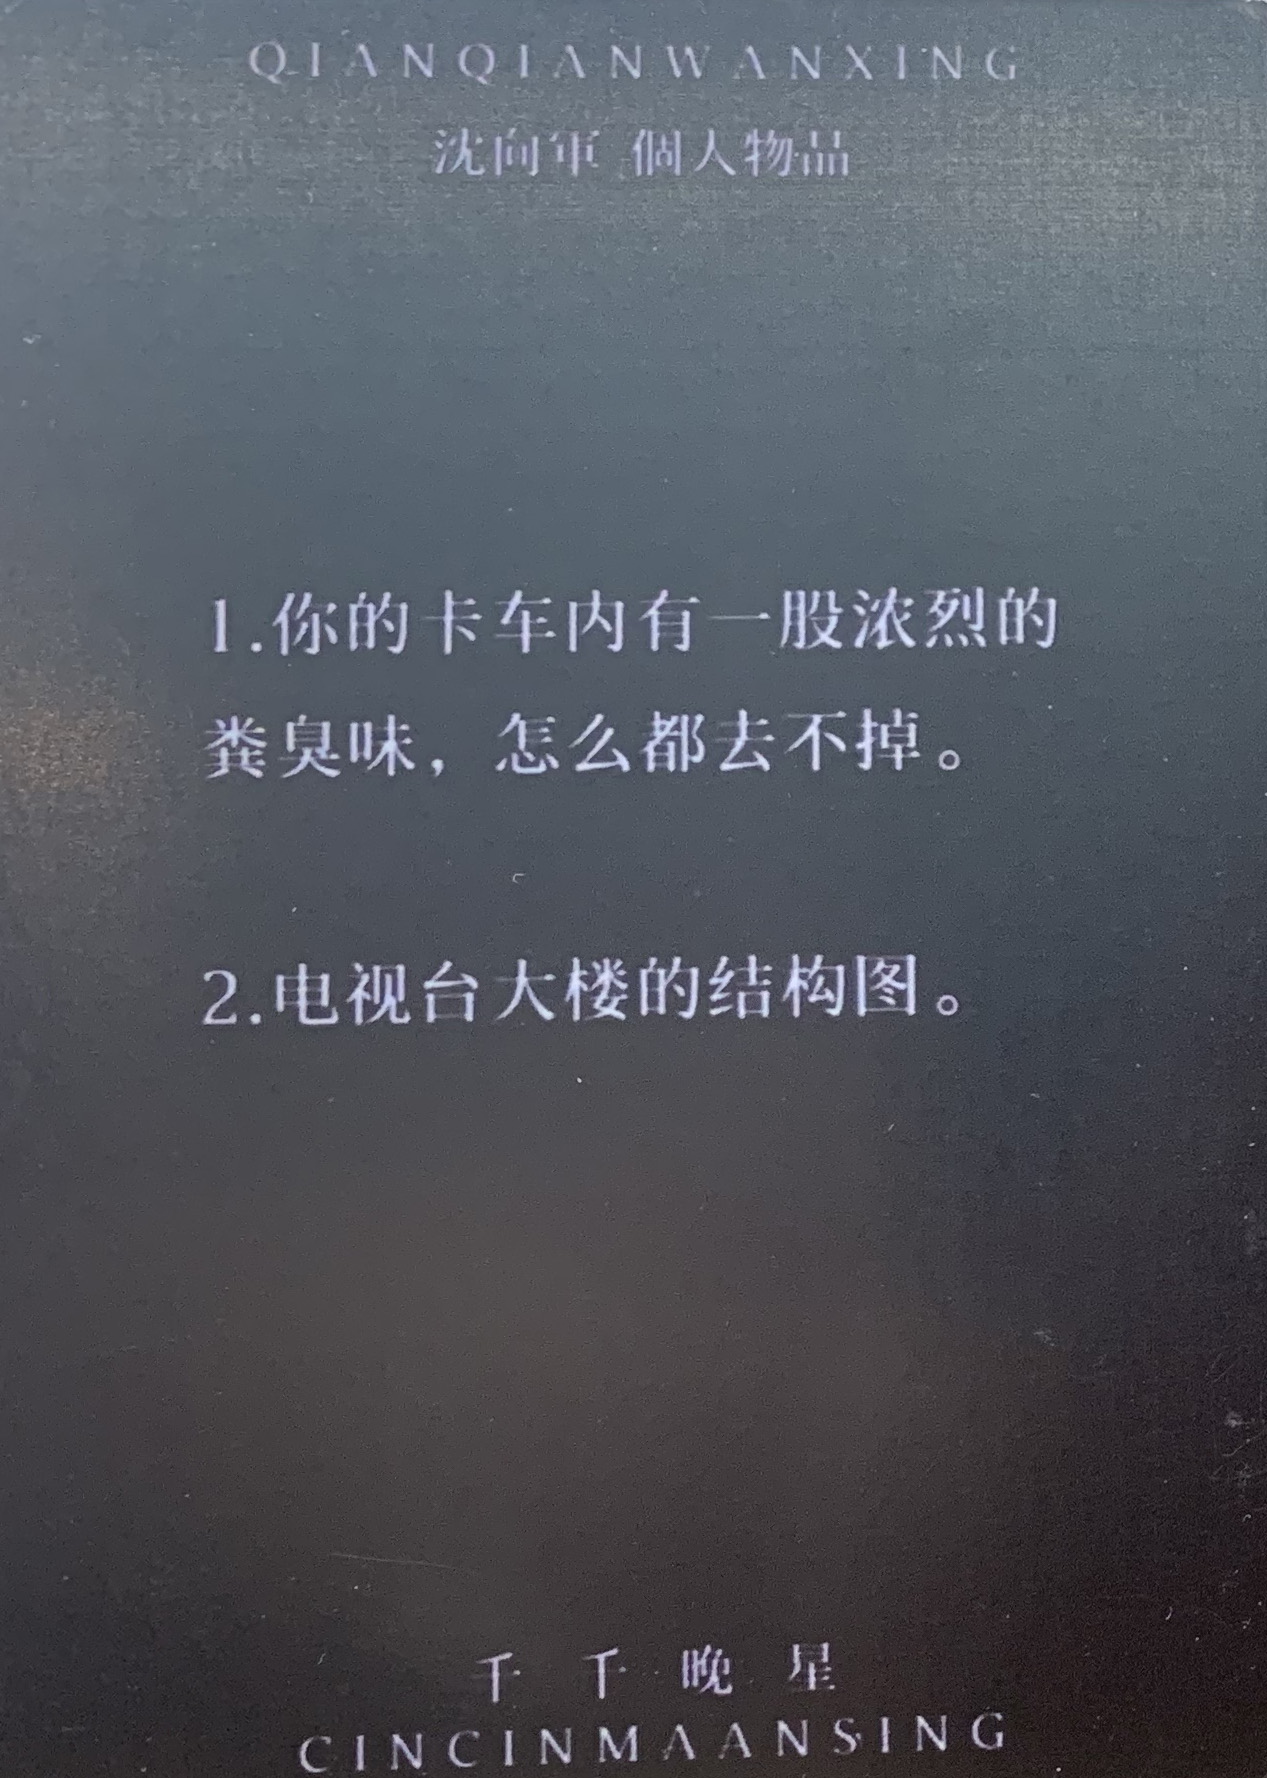 QIANQIANWANXING
沈向軍 個人物品
1.你的卡车内有一股浓烈的
粪臭味，怎么都去不掉。
2.电视台大楼的结构图。
千千晚星
CINCINMAANSING